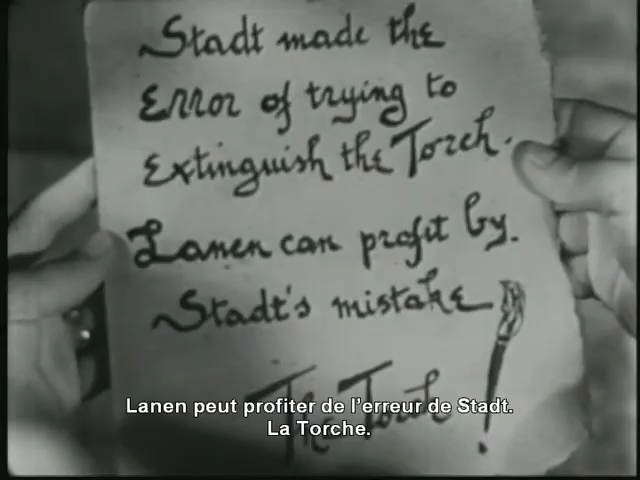 Stadt made the
Error of trying to
Extinguish the Torch.
Lanen can profit by.
Stadt's mistake
The Torch
Lanen peut profiter de l'erreur de Stadt.
La Torche.